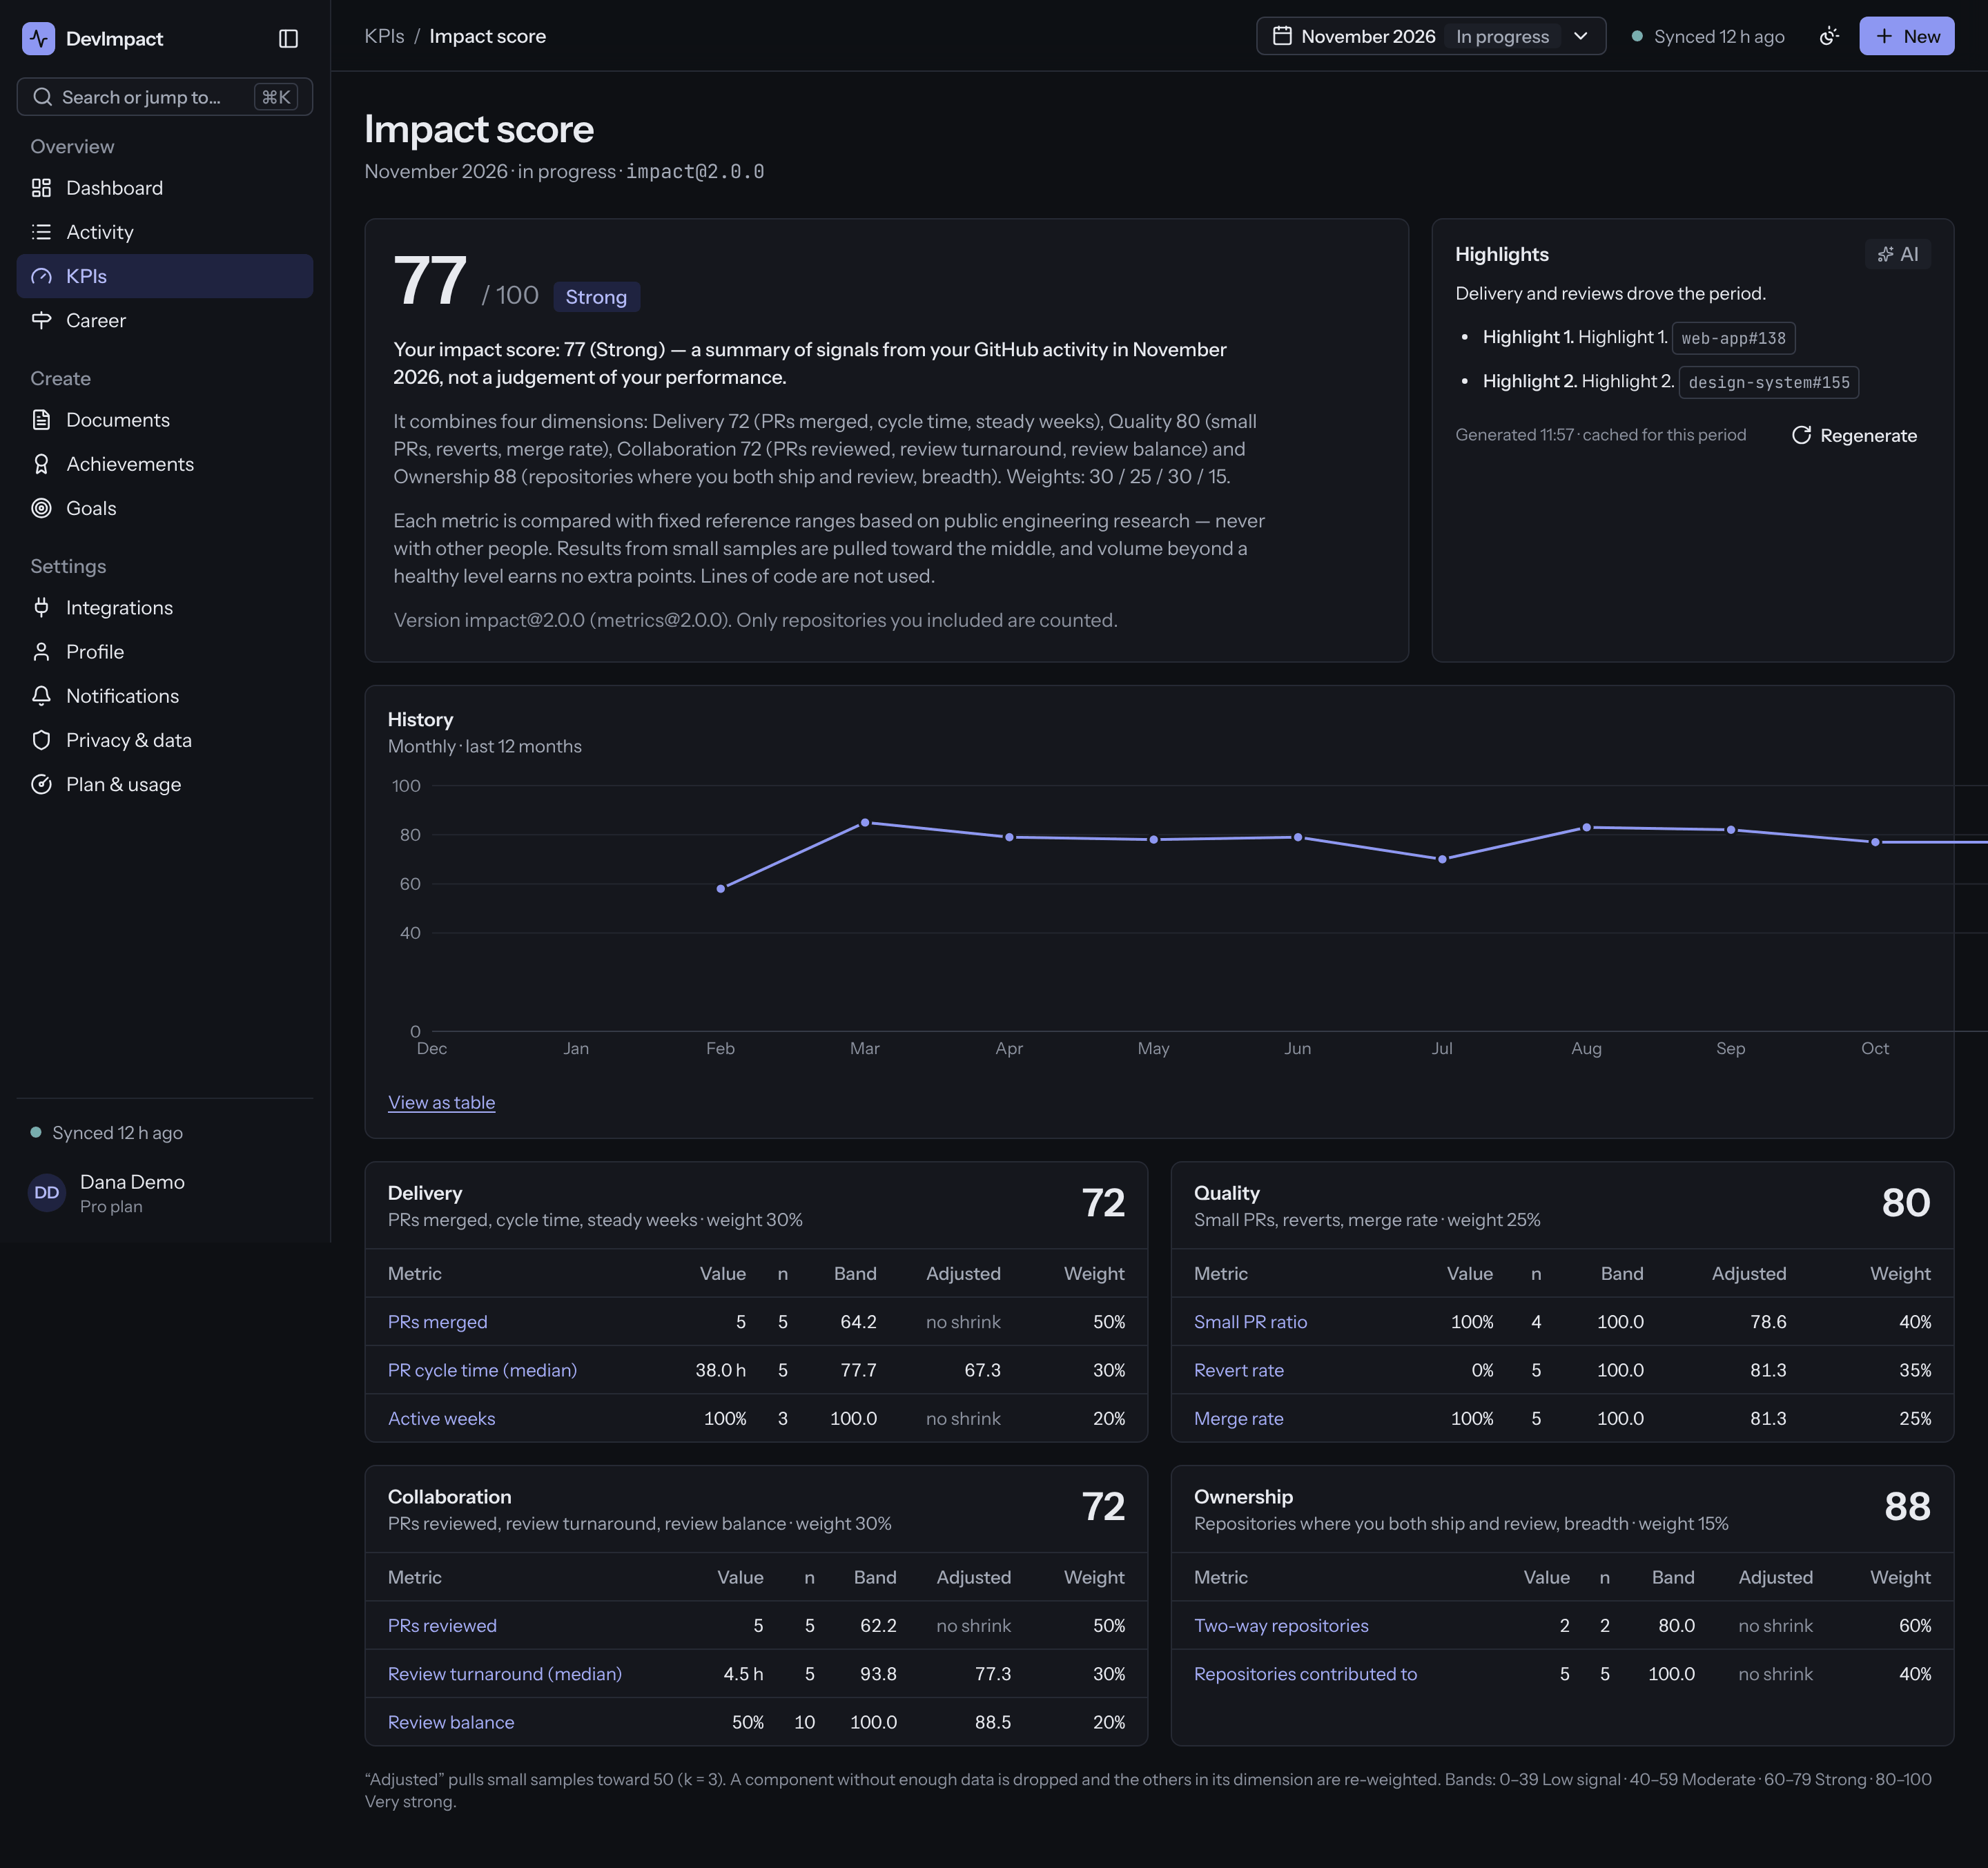 DevImpact
Search or jump to... ⌘K
Overview
Dashboard
Activity
KPIs
Career
Create
Documents
Achievements
Goals
Settings
Integrations
Profile
Notifications
Privacy & data
Plan & usage
Synced 12 h ago
DD
Dana Demo
Pro plan
KPIs / Impact score
November 2026 In progress
Synced 12 h ago
New
Impact score
November 2026 · in progress · impact@2.0.0
77 / 100 Strong
Your impact score: 77 (Strong) — a summary of signals from your GitHub activity in November
2026, not a judgement of your performance.
It combines four dimensions: Delivery 72 (PRs merged, cycle time, steady weeks), Quality 80 (small
PRs, reverts, merge rate), Collaboration 72 (PRs reviewed, review turnaround, review balance) and
Ownership 88 (repositories where you both ship and review, breadth). Weights: 30 / 25 / 30 / 15.
Each metric is compared with fixed reference ranges based on public engineering research — never
with other people. Results from small samples are pulled toward the middle, and volume beyond a
healthy level earns no extra points. Lines of code are not used.
Version impact@2.0.0 (metrics@2.0.0). Only repositories you included are counted.
Highlights AI
Delivery and reviews drove the period.
• Highlight 1. Highlight 1. web-app#138
• Highlight 2. Highlight 2. design-system#155
Generated 11:57 · cached for this period Regenerate
History
Monthly · last 12 months
100
80
60
40
0
Dec Jan Feb Mar Apr May Jun Jul Aug Sep Oct
View as table
Delivery 72
PRs merged, cycle time, steady weeks · weight 30%
Metric Value n Band Adjusted Weight
PRs merged 5 5 64.2 no shrink 50%
PR cycle time (median) 38.0 h 5 77.7 67.3 30%
Active weeks 100% 3 100.0 no shrink 20%
Quality 80
Small PRs, reverts, merge rate · weight 25%
Metric Value n Band Adjusted Weight
Small PR ratio 100% 4 100.0 78.6 40%
Revert rate 0% 5 100.0 81.3 35%
Merge rate 100% 5 100.0 81.3 25%
Collaboration 72
PRs reviewed, review turnaround, review balance · weight 30%
Metric Value n Band Adjusted Weight
PRs reviewed 5 5 62.2 no shrink 50%
Review turnaround (median) 4.5 h 5 93.8 77.3 30%
Review balance 50% 10 100.0 88.5 20%
Ownership 88
Repositories where you both ship and review, breadth · weight 15%
Metric Value n Band Adjusted Weight
Two-way repositories 2 2 80.0 no shrink 60%
Repositories contributed to 5 5 100.0 no shrink 40%
“Adjusted” pulls small samples toward 50 (k = 3). A component without enough data is dropped and the others in its dimension are re-weighted. Bands: 0–39 Low signal · 40–59 Moderate · 60–79 Strong · 80–100
Very strong.